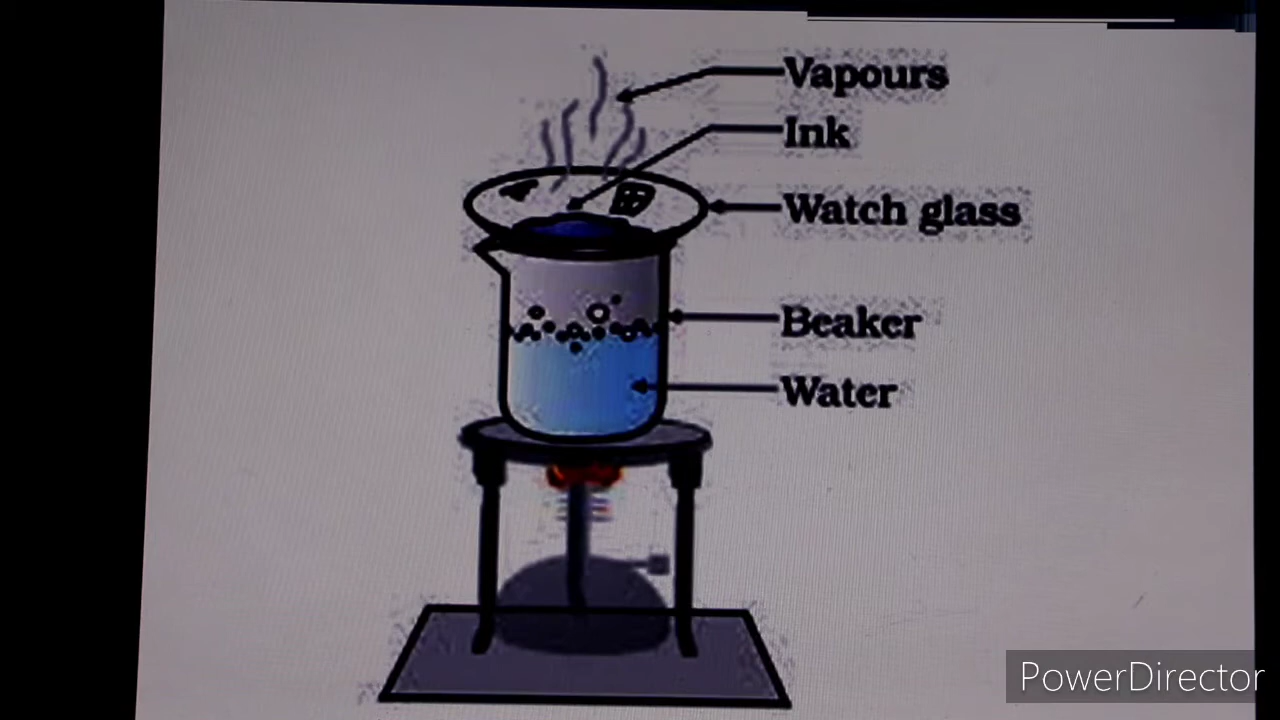 Vapours
Ink
Watch glass
Beaker
Water
PowerDirector